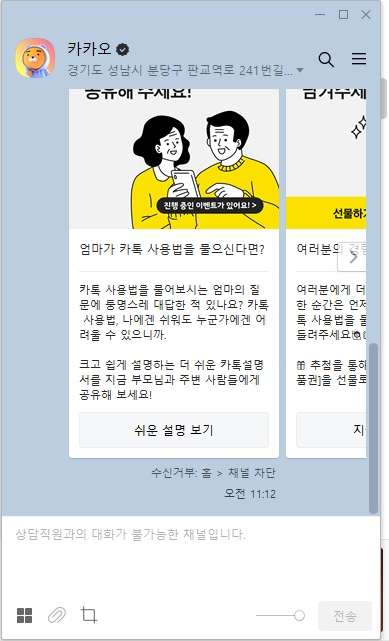 카카오
경기도 성남시 분당구 판교역로 241번길...
공유해 주세요!
진행 중인 이벤트가 있어요! >
엄마가 카톡 사용법을 물으신다면?
카톡 사용법을 물어보시는 엄마의 질
문에 퉁명스레 대답한 적 있나요? 카톡
사용법, 나에겐 쉬워도 누군가에겐 어
려울 수 있으니까.
크고 쉽게 설명하는 더 쉬운 카톡설명
서를 지금 부모님과 주변 사람들에게
공유해 보세요!
쉬운 설명 보기
남겨주세
선물하기
여러분의 경험
여러분에게 더
한 순간은 언제
톡 사용법을 물
들려주세요
추첨을 통해
품권]을 선물로
지
수신거부: 홈 > 채널 차단
오전 11:12
상담직원과의 대화가 불가능한 채널입니다.
전송